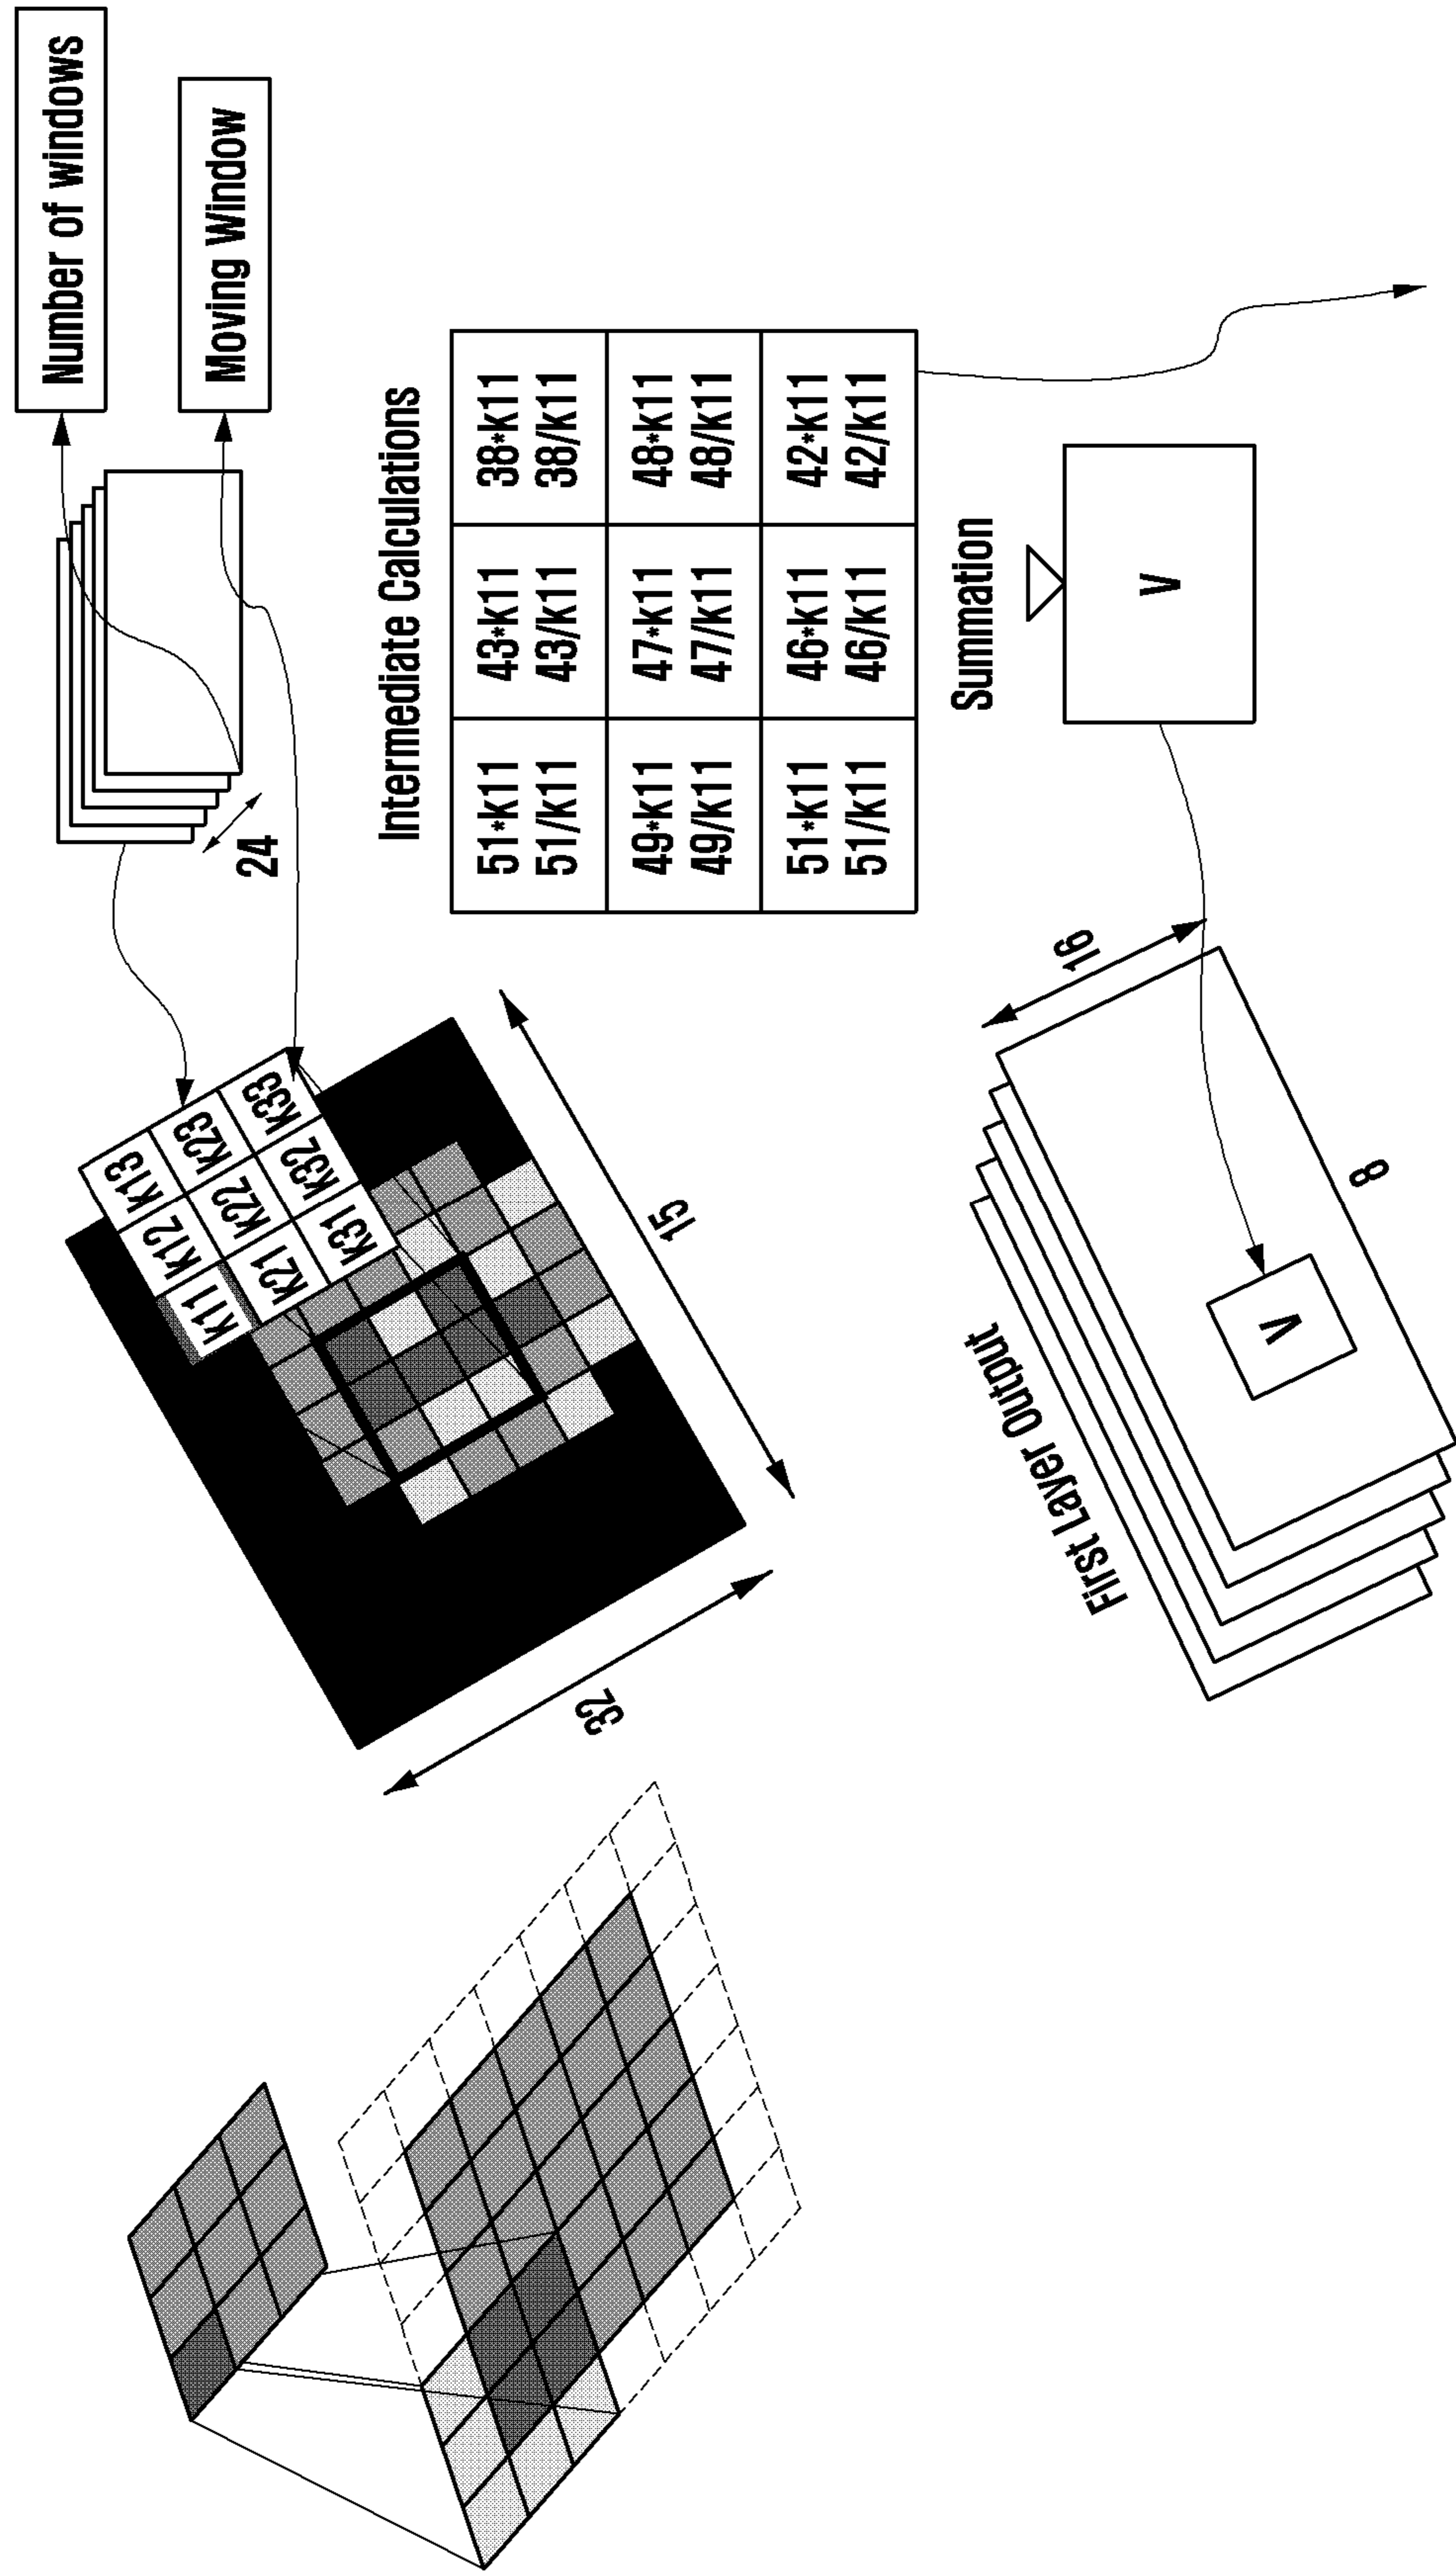 Number of windows
Moving Window
24
k11 k12 k13
k21 k22 k23
k31 k32 k33
32
15
Intermediate Calculations
51*k11 43*k11 38*k11
51/k11 43/k11 38/k11
49*k11 47*k11 48*k11
49/k11 47/k11 48/k11
51*k11 46*k11 42*k11
51/k11 46/k11 42/k11
Summation
V
First Layer Output
16
V
8